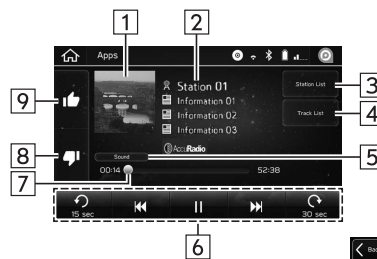 1
2
Apps
Station 01
Information 01
Information 02
Information 03
AccuRadio
Station List
3
Track List
4
9
8
Sound
5
7
00:14
52:38
15 sec
30 sec
6
Bac